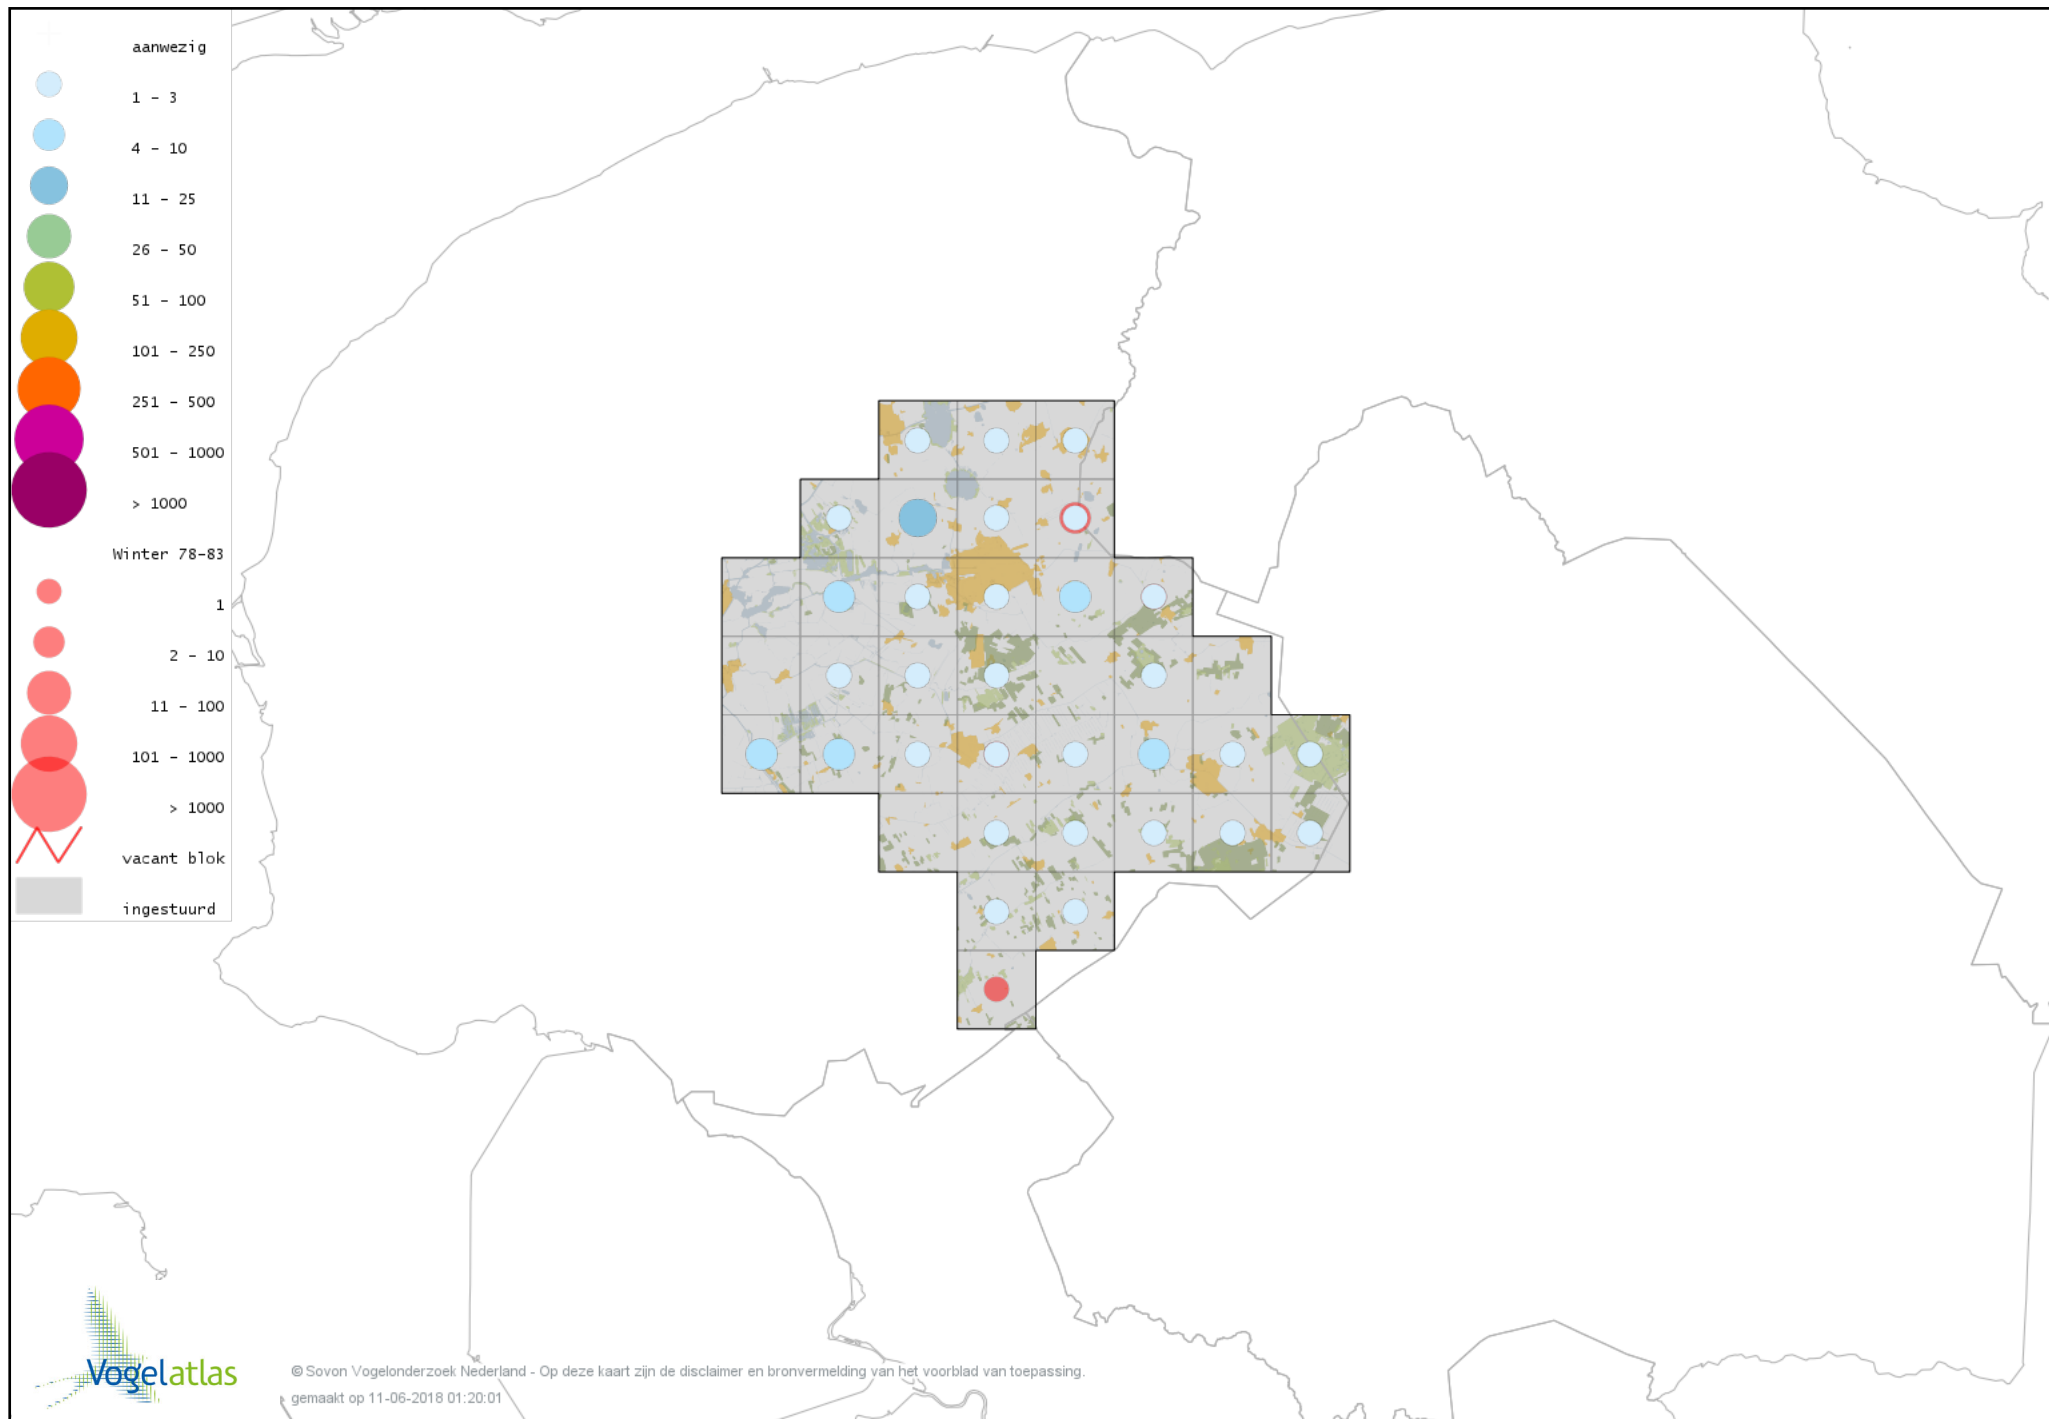 aanwezig
1 - 3
4 - 10
11 - 25
26 - 50
51 - 100
101 - 250
251 - 500
501 - 1000
> 1000
Winter 78-83
1
2 - 10
11 - 100
101 - 1000
> 1000
vacant blok
ingestuurd
Vogelatlas
© Sovon Vogelonderzoek Nederland - Op deze kaart zijn de disclaimer en bronvermelding van het voorblad van toepassing.
gemaakt op 11-06-2018 01:20:01